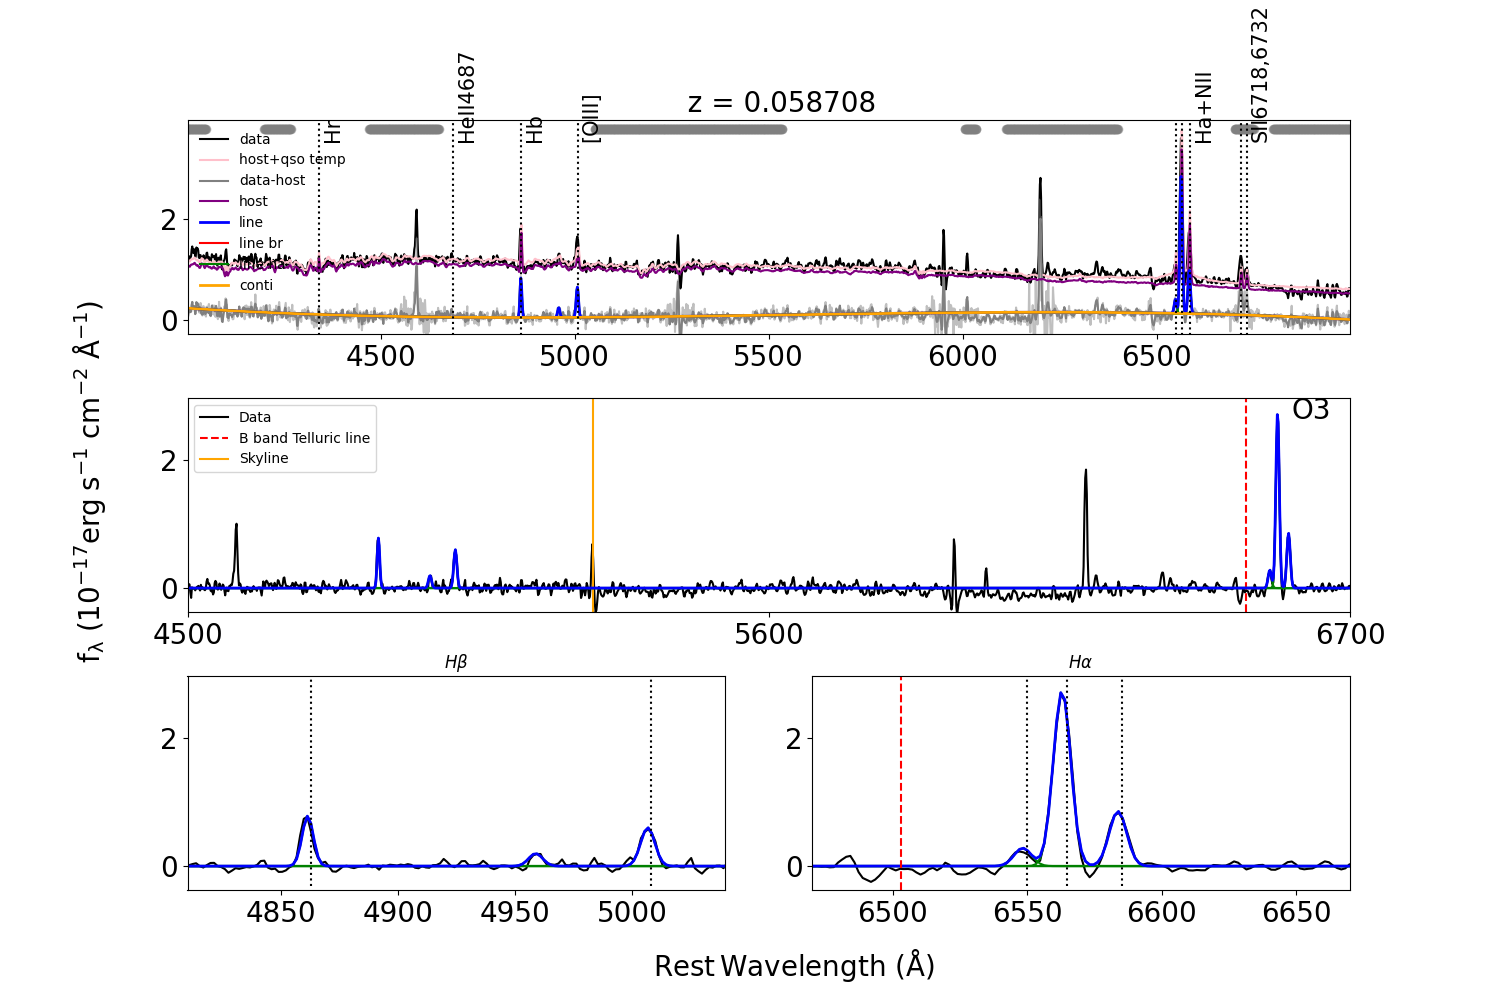 z = 0.058708
Hr
HeII4687
Hb
[OIII]
Ha+NII
SII6718,6732
data
host+qso temp
data-host
host
line
line br
conti
2
0
4500
5000
5500
6000
6500
fλ (10−17erg s−1 cm−2 Å−1)
Data
B band Telluric line
Skyline
O3
2
0
4500
5600
6700
Hβ
2
0
4850
4900
4950
5000
Hα
2
0
6500
6550
6600
6650
Rest Wavelength (Å)